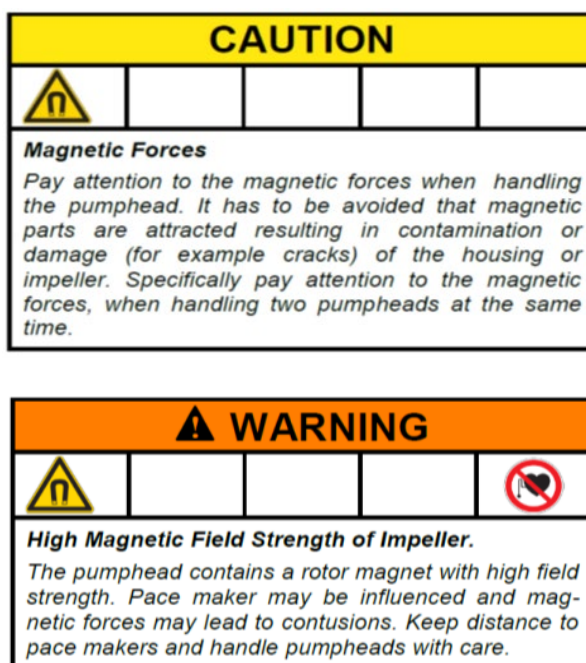 CAUTION
Magnetic Forces
Pay attention to the magnetic forces when handling
the pumphead. It has to be avoided that magnetic
parts are attracted resulting in contamination or
damage (for example cracks) of the housing or
impeller. Specifically pay attention to the magnetic
forces, when handling two pumpheads at the same
time.
WARNING
High Magnetic Field Strength of Impeller.
The pumphead contains a rotor magnet with high field
strength. Pace maker may be influenced and mag-
netic forces may lead to contusions. Keep distance to
pace makers and handle pumpheads with care.